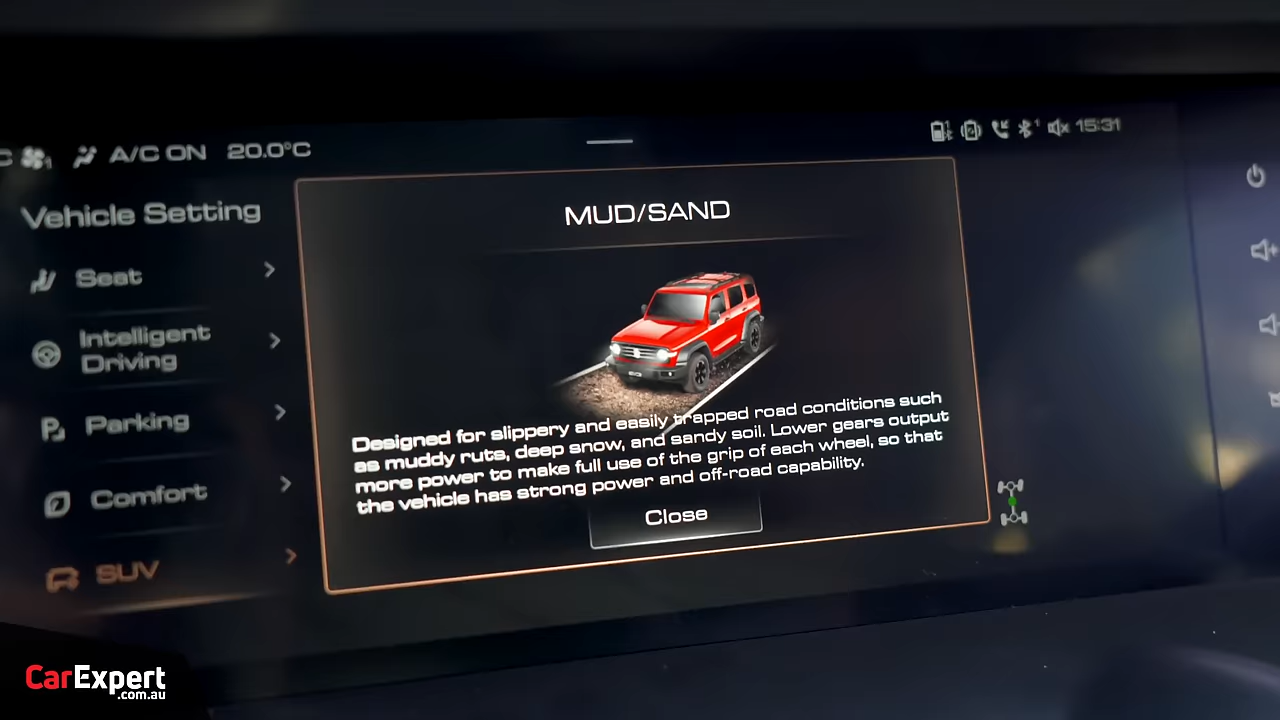 A/C ON 20.0°C
15:31
Vehicle Setting
Seat
Intelligent
Driving
Parking
Comfort
SUV
MUD/SAND
Designed for slippery and easily trapped road conditions such
as muddy ruts, deep snow, and sandy soil. Lower gears output
more power to make full use of the grip of each wheel, so that
the vehicle has strong power and off-road capability.
Close
CarExpert
.com.au